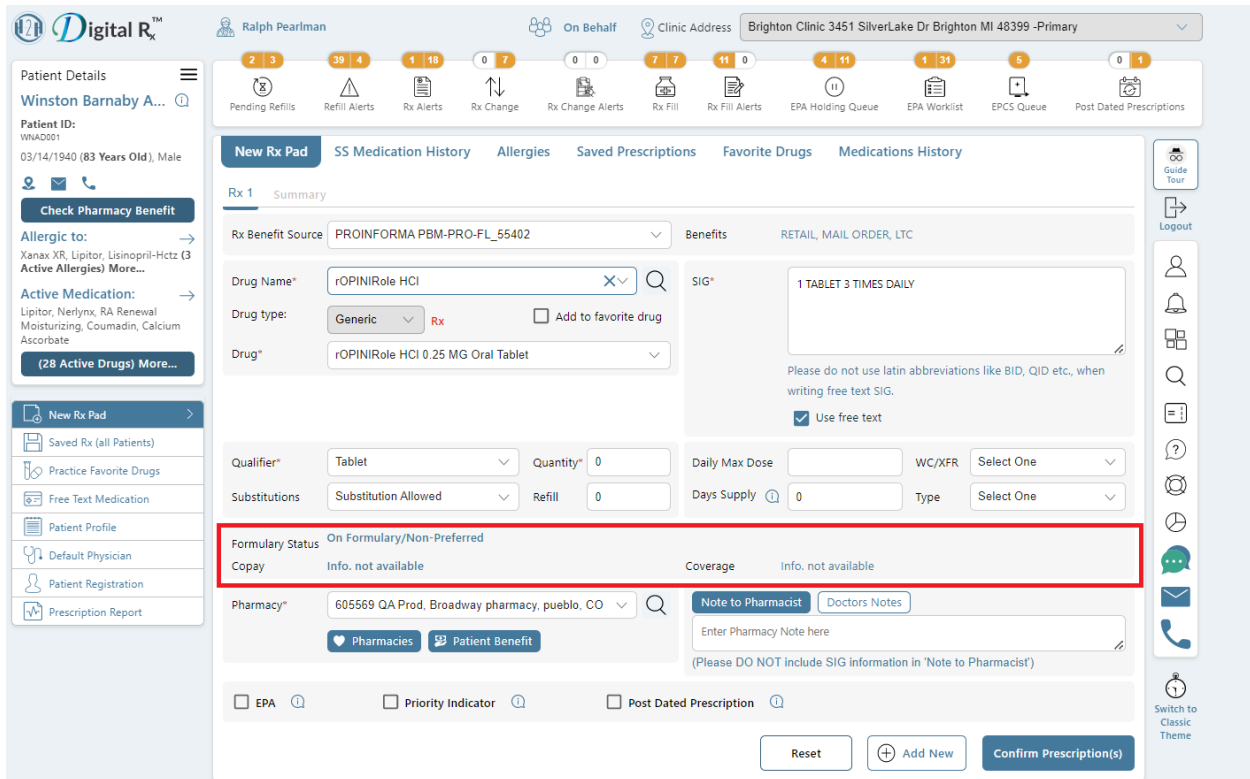 H2H Digital Rx™
Ralph Pearlman
On Behalf
Clinic Address
Brighton Clinic 3451 SilverLake Dr Brighton MI 48399 -Primary
2 3
39 4
1 18
0 7
0 0
7 7
11 0
4 11
1 31
5
0 1
Pending Refills
Refill Alerts
Rx Alerts
Rx Change
Rx Change Alerts
Rx Fill
Rx Fill Alerts
EPA Holding Queue
EPA Worklist
EPCS Queue
Post Dated Prescriptions
Patient Details
Winston Barnaby A...
Patient ID:
WNAD001
03/14/1940 (83 Years Old), Male
Check Pharmacy Benefit
Allergic to:
Xanax XR, Lipitor, Lisinopril-Hctz (3
Active Allergies) More...
Active Medication:
Lipitor, Nerlynx, RA Renewal
Moisturizing, Coumadin, Calcium
Ascorbate
(28 Active Drugs) More...
New Rx Pad
Saved Rx (all Patients)
Practice Favorite Drugs
Free Text Medication
Patient Profile
Default Physician
Patient Registration
Prescription Report
New Rx Pad
SS Medication History
Allergies
Saved Prescriptions
Favorite Drugs
Medications History
Rx 1
Summary
Rx Benefit Source
PROINFORMA PBM-PRO-FL_55402
Benefits
RETAIL, MAIL ORDER, LTC
Drug Name*
rOPINIRole HCl
Drug type:
Generic
Rx
Add to favorite drug
Drug*
rOPINIRole HCl 0.25 MG Oral Tablet
SIG*
1 TABLET 3 TIMES DAILY
Please do not use latin abbreviations like BID, QID etc., when
writing free text SIG.
Use free text
Qualifier*
Tablet
Quantity*
0
Daily Max Dose
WC/XFR
Select One
Substitutions
Substitution Allowed
Refill
0
Days Supply
0
Type
Select One
Formulary Status
On Formulary/Non-Preferred
Copay
Info. not available
Coverage
Info. not available
Pharmacy*
605569 QA Prod, Broadway pharmacy, pueblo, CO
Pharmacies
Patient Benefit
Note to Pharmacist
Doctors Notes
Enter Pharmacy Note here
(Please DO NOT include SIG information in 'Note to Pharmacist')
EPA
Priority Indicator
Post Dated Prescription
Reset
Add New
Confirm Prescription(s)
Guide
Tour
Logout
Switch to
Classic
Theme